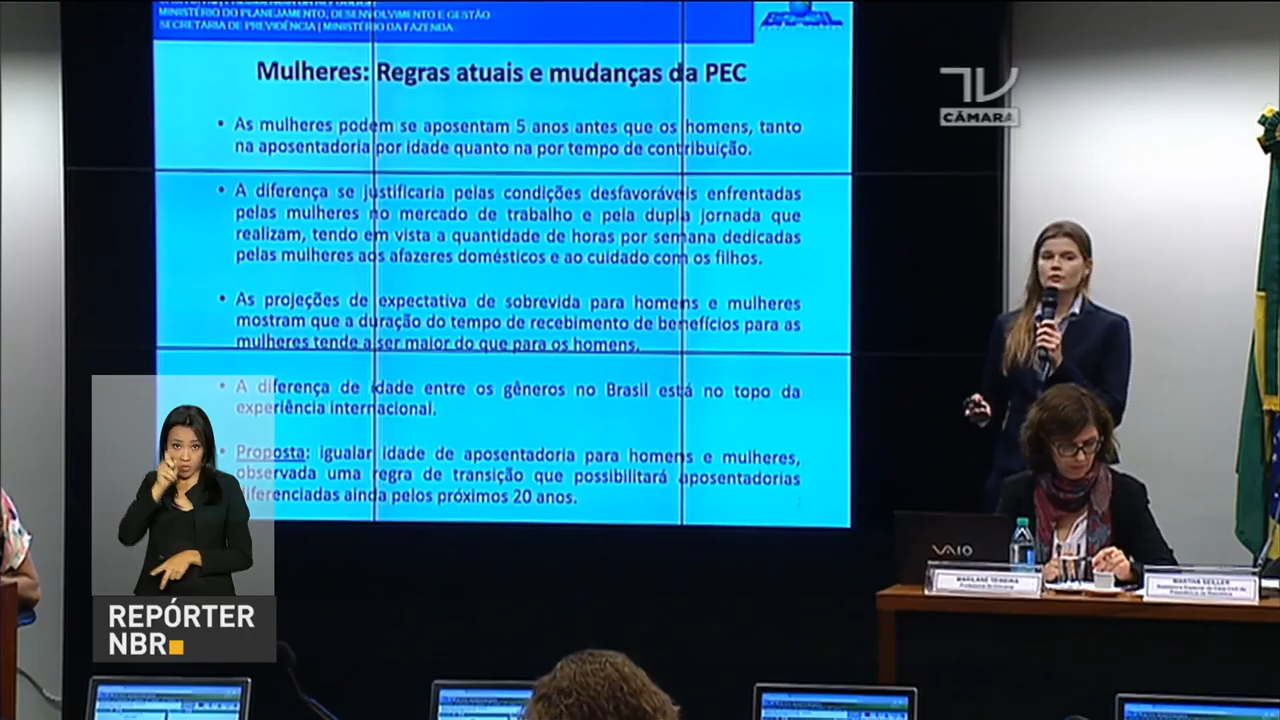 MINISTÉRIO DO PLANEJAMENTO, DESENVOLVIMENTO E GESTÃO
SECRETARIA DE PREVIDÊNCIA | MINISTÉRIO DA FAZENDA
Mulheres: Regras atuais e mudanças da PEC
• As mulheres podem se aposentam 5 anos antes que os homens, tanto
na aposentadoria por idade quanto na por tempo de contribuição.
• A diferença se justificaria pelas condições desfavoráveis enfrentadas
pelas mulheres no mercado de trabalho e pela dupla jornada que
realizam, tendo em vista a quantidade de horas por semana dedicadas
pelas mulheres aos afazeres domésticos e ao cuidado com os filhos.
• As projeções de expectativa de sobrevida para homens e mulheres
mostram que a duração do tempo de recebimento de benefícios para as
mulheres tende a ser maior do que para os homens.
• A diferença de idade entre os gêneros no Brasil está no topo da
experiência internacional.
• Proposta: igualar idade de aposentadoria para homens e mulheres,
observada uma regra de transição que possibilitará aposentadorias
diferenciadas ainda pelos próximos 20 anos.
TV
CÂMARA
VAIO
MARILANE TEIXEIRA
MARTHA SEILLER
Presidência da República
REPÓRTER
NBR